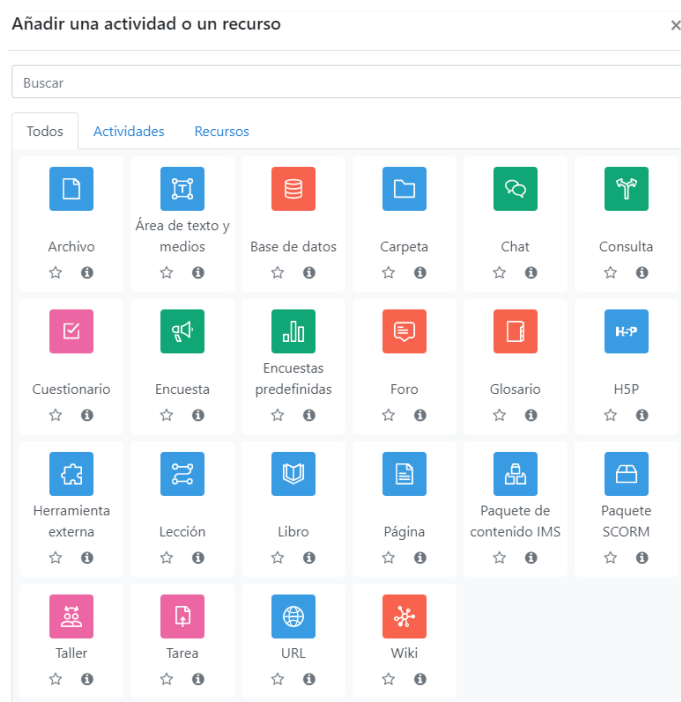 Añadir una actividad o un recurso
×
Buscar
Todos Actividades Recursos
Archivo
Área de texto y
medios
Base de datos
Carpeta
Chat
Consulta
Cuestionario
Encuesta
Encuestas
predefinidas
Foro
Glosario
H5P
H5P
Herramienta
externa
Lección
Libro
Página
Paquete de
contenido IMS
Paquete
SCORM
Taller
Tarea
URL
Wiki